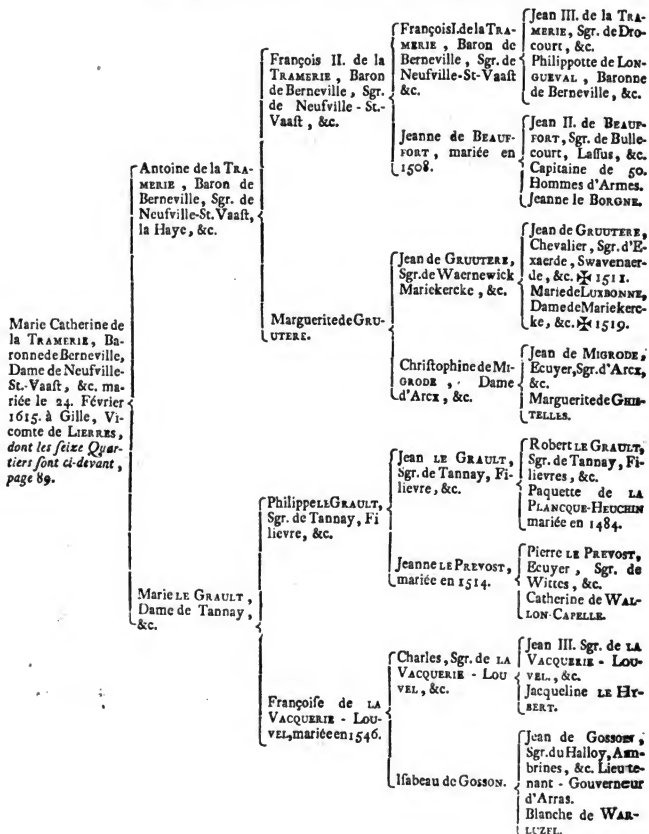 Marie Catherine de
la TRAMERIE, Ba-
ronne de Berneville,
Dame de Neufville-
St.-Vaaſt, &c. ma-
riée le 24. Février
1615. à Gille, Vi-
comte de LIERRES,
dont les ſeize Quar-
tiers ſont ci-devant,
page 89.
Antoine de la TRA-
MERIE, Baron de
Berneville, Sgr. de
Neufville-St. Vaaſt,
la Haye, &c.
Marie LE GRAULT,
Dame de Tannay,
&c.
François II. de la
TRAMERIE, Baron
de Berneville, Sgr.
de Neufville-St.-
Vaaſt, &c.
Marguerite de GRU-
UTERE.
Philippe LE GRAULT,
Sgr. de Tannay, Fi
lievre, &c.
Françoiſe de LA
VACQUERIE - LOU-
VEL, mariée en 1546.
François I. de la TRA-
MERIE, Baron de
Berneville, Sgr. de
Neufville-St-Vaaſt
&c.
Jeanne de BEAUF-
FORT, mariée en
1508.
Jean de GRUUTERE,
Sgr. de Waernewick
Mariekercke, &c.
Chriſtophine de MI-
GRODE, Dame
d'Arcx, &c.
Jean LE GRAULT,
Sgr. de Tannay, Fi-
lievre, &c.
Jeanne LE PREVOST,
mariée en 1514.
Charles, Sgr. de LA
VACQUERIE - LOU
VEL, &c.
Iſabeau de GOSSON.
Jean III. de la TRA-
MERIE, Sgr. de Dro-
court, &c.
Philippotte de LON-
GUEVAL, Baronne
de Berneville, &c.
Jean II. de BEAUF-
FORT, Sgr. de Bulle-
court, Laſſus, &c.
Capitaine de 50.
Hommes d'Armes.
Jeanne le BORGNE.
Jean de GRUUTERE,
Chevalier, Sgr. d'E-
xaerde, Swavenaer-
de, &c. ✠ 1511.
Marie de LUXBONNE,
Dame de Mariekerc-
ke, &c. ✠ 1519.
Jean de MIGRODE,
Ecuyer, Sgr. d'Arcx,
&c.
Marguerite de GHIS-
TELLES.
Robert LE GRAULT,
Sgr. de Tannay, Fi-
lievres, &c.
Paquette de LA
PLANCQUE-HEUCHIN
mariée en 1484.
Pierre LE PREVOST,
Ecuyer, Sgr. de
Wittes, &c.
Catherine de WAL-
LON-CAPELLE.
Jean III. Sgr. de LA
VACQUERIE - LOU-
VEL, &c.
Jacqueline LE HY-
BERT.
Jean de GOSSON,
Sgr. du Halloy, Am-
brines, &c. Lieute-
nant - Gouverneur
d'Arras.
Blanche de WAR-
LUZEL.